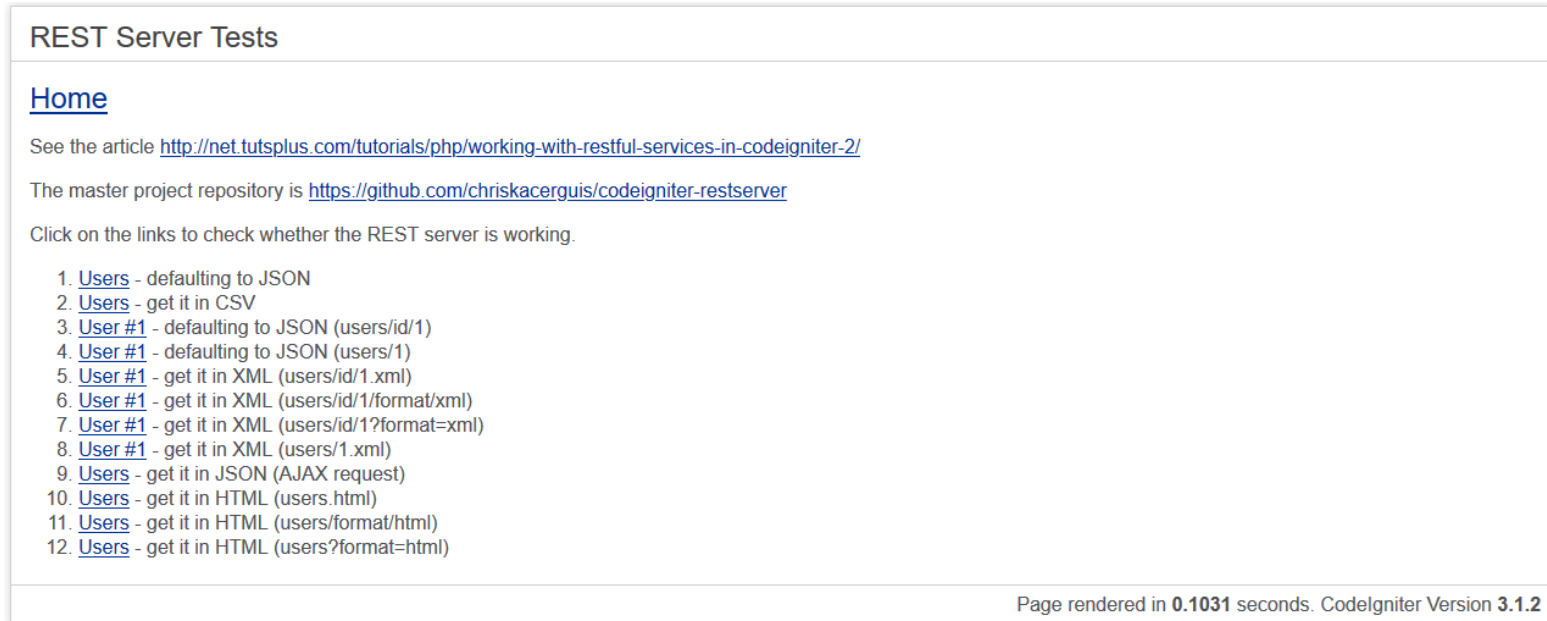 REST Server Tests
Home
See the article http://net.tutsplus.com/tutorials/php/working-with-restful-services-in-codeigniter-2/
The master project repository is https://github.com/chriskacerguis/codeigniter-restserver
Click on the links to check whether the REST server is working.
1. Users - defaulting to JSON
2. Users - get it in CSV
3. User #1 - defaulting to JSON (users/id/1)
4. User #1 - defaulting to JSON (users/1)
5. User #1 - get it in XML (users/id/1.xml)
6. User #1 - get it in XML (users/id/1/format/xml)
7. User #1 - get it in XML (users/id/1?format=xml)
8. User #1 - get it in XML (users/1.xml)
9. Users - get it in JSON (AJAX request)
10. Users - get it in HTML (users.html)
11. Users - get it in HTML (users/format/html)
12. Users - get it in HTML (users?format=html)
Page rendered in 0.1031 seconds. CodeIgniter Version 3.1.2